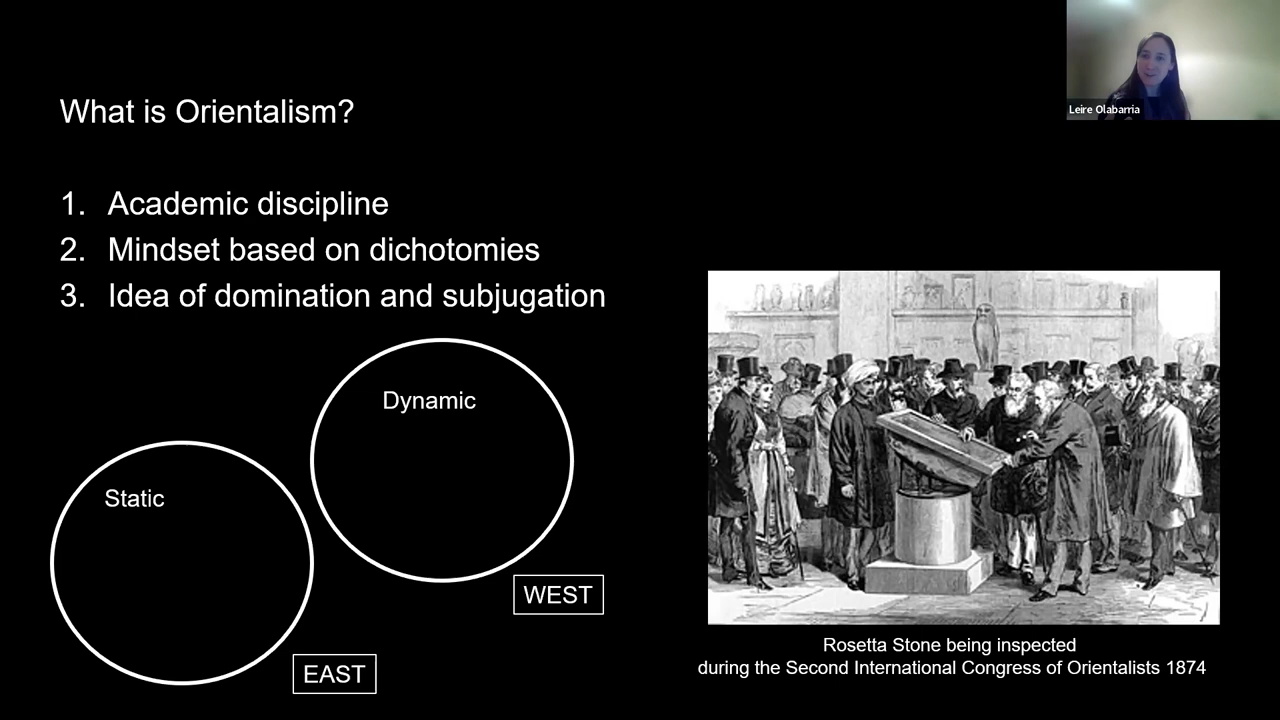 Leire Olabarria
What is Orientalism?
1. Academic discipline
2. Mindset based on dichotomies
3. Idea of domination and subjugation
Dynamic
Static
WEST
EAST
Rosetta Stone being inspected
during the Second International Congress of Orientalists 1874